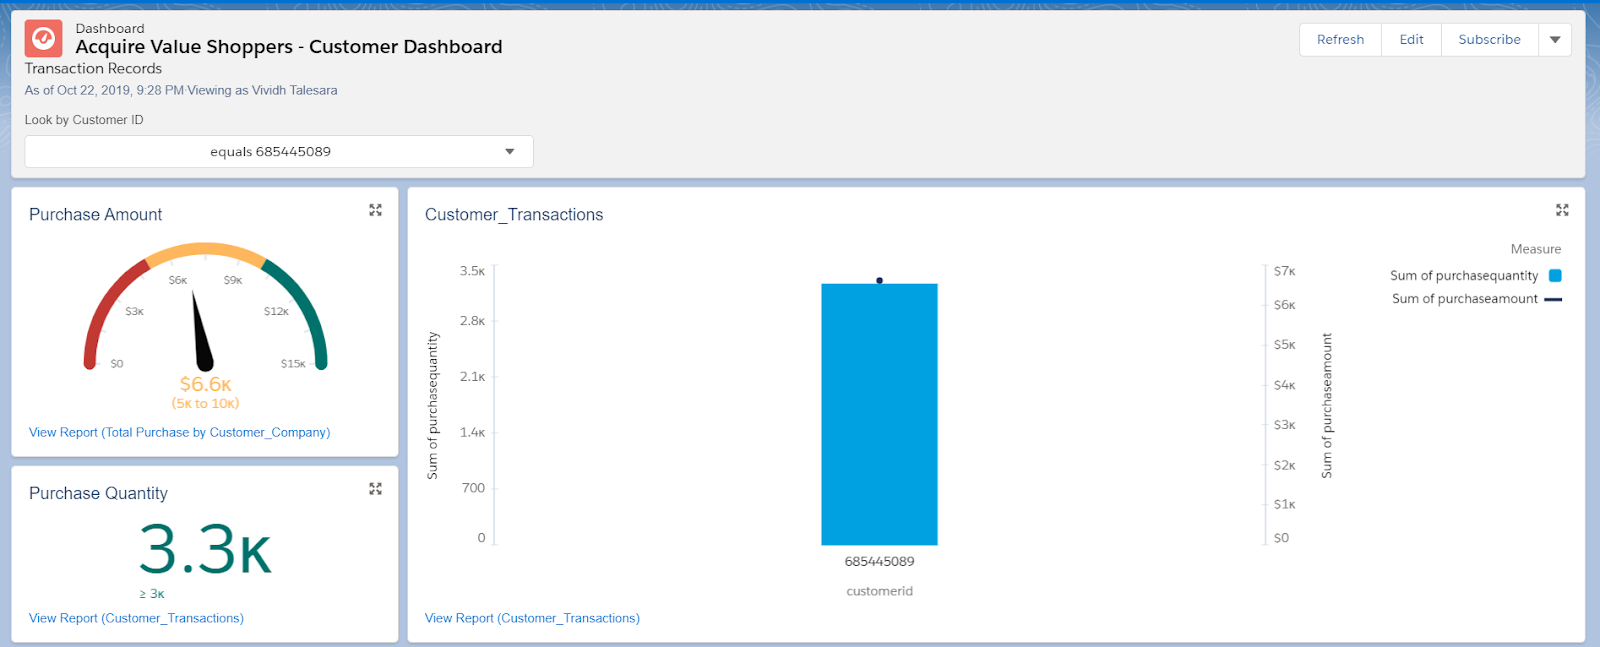 Dashboard
Acquire Value Shoppers - Customer Dashboard
Transaction Records
As of Oct 22, 2019, 9:28 PM·Viewing as Vividh Talesara
Refresh
Edit
Subscribe
Look by Customer ID
equals 685445089
Purchase Amount
$0
$3K
$6K
$9K
$12K
$15K
$6.6K
(5K to 10K)
View Report (Total Purchase by Customer_Company)
Purchase Quantity
3.3K
≥ 3K
View Report (Customer_Transactions)
Customer_Transactions
Measure
Sum of purchasequantity
Sum of purchaseamount
Sum of purchasequantity
3.5K
2.8K
2.1K
1.4K
700
0
$7K
$6K
$5K
$4K
$3K
$2K
$1K
$0
Sum of purchaseamount
685445089
customerid
View Report (Customer_Transactions)